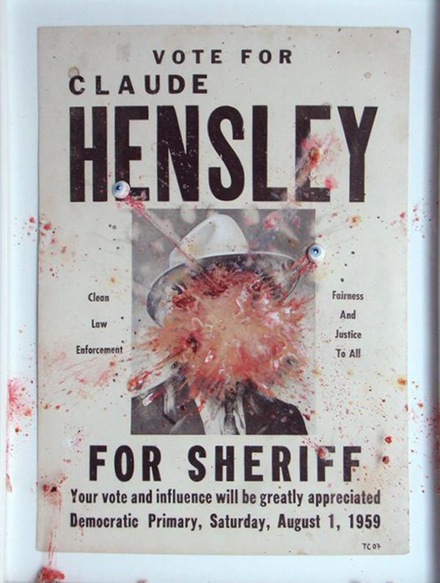 VOTE FOR
CLAUDE
HENSLEY
Clean
Law
Enforcement
Fairness
And
Justice
To All
FOR SHERIFF
Your vote and influence will be greatly appreciated
Democratic Primary, Saturday, August 1, 1959
TC 07